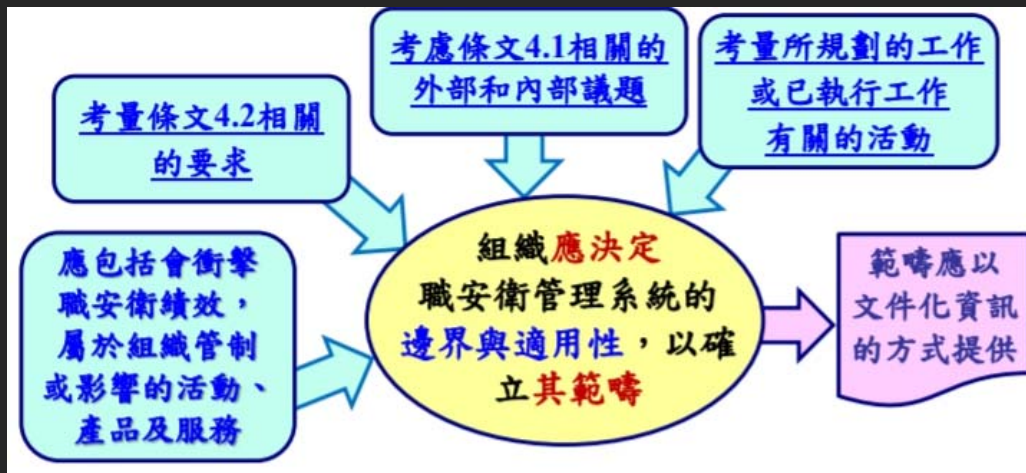 考慮條文4.1相關的
外部和內部議題
考量所規劃的工作
或已執行工作
有關的活動
考量條文4.2相關
的要求
應包括會衝擊
職安衛績效，
屬於組織管制
或影響的活動、
產品及服務
組織應決定
職安衛管理系統的
邊界與適用性，以確
立其範疇
範疇應以
文件化資訊
的方式提供